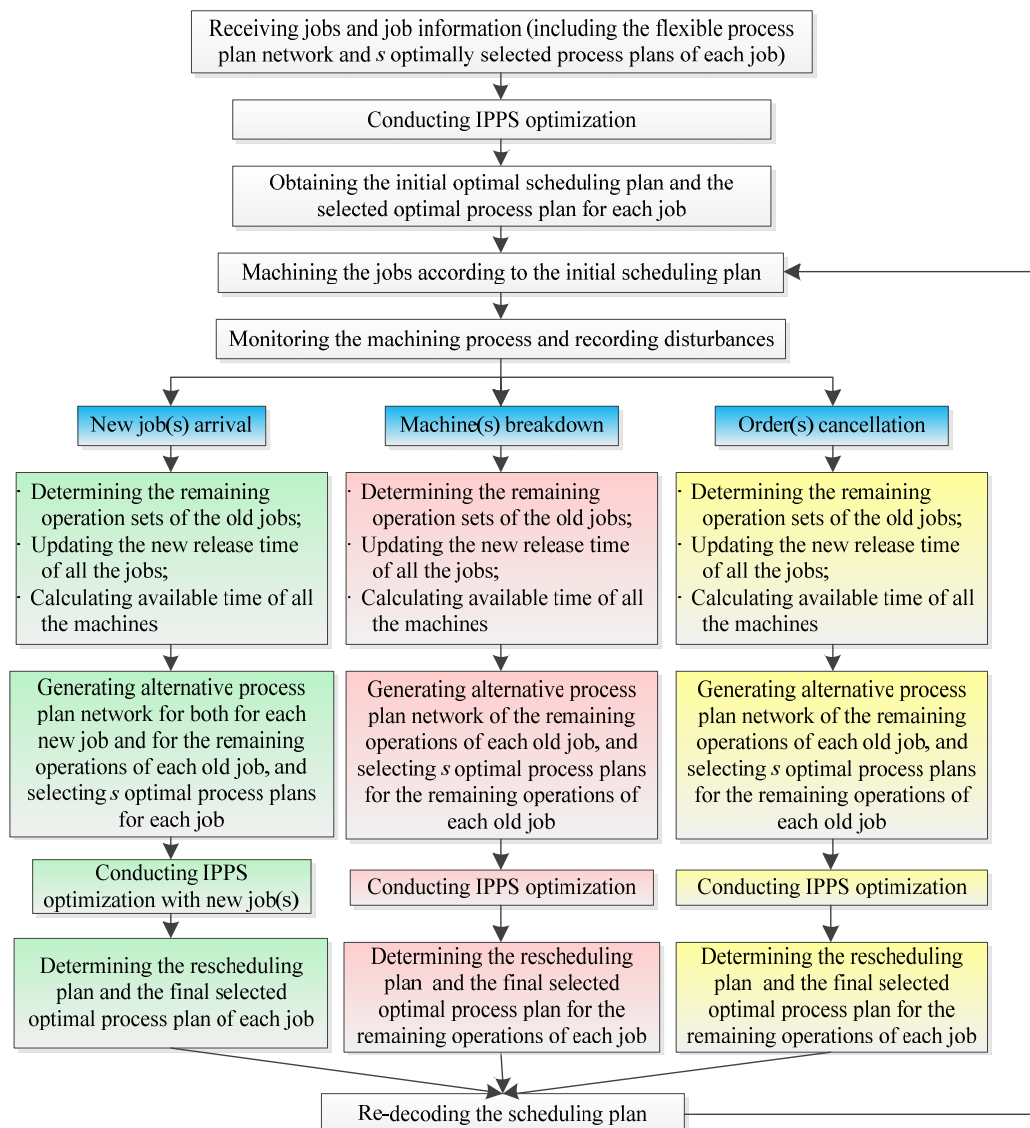 Receiving jobs and job information (including the flexible process
plan network and s optimally selected process plans of each job)
Conducting IPPS optimization
Obtaining the initial optimal scheduling plan and the
selected optimal process plan for each job
Machining the jobs according to the initial scheduling plan
Monitoring the machining process and recording disturbances
New job(s) arrival
· Determining the remaining
operation sets of the old jobs;
· Updating the new release time
of all the jobs;
· Calculating available time of all
the machines
Generating alternative process
plan network for both for each
new job and for the remaining
operations of each old job, and
selecting s optimal process plans
for each job
Conducting IPPS
optimization with new job(s)
Determining the rescheduling
plan and the final selected
optimal process plan of each job
Machine(s) breakdown
· Determining the remaining
operation sets of the old jobs;
· Updating the new release time
of all the jobs;
· Calculating available time of all
the machines
Generating alternative process
plan network of the remaining
operations of each old job, and
selecting s optimal process plans
for the remaining operations of
each old job
Conducting IPPS optimization
Determining the rescheduling
plan and the final selected
optimal process plan for the
remaining operations of each job
Order(s) cancellation
· Determining the remaining
operation sets of the old jobs;
· Updating the new release time
of all the jobs;
· Calculating available time of all
the machines
Generating alternative process
plan network of the remaining
operations of each old job, and
selecting s optimal process plans
for the remaining operations of
each old job
Conducting IPPS optimization
Determining the rescheduling
plan and the final selected
optimal process plan for the
remaining operations of each job
Re-decoding the scheduling plan